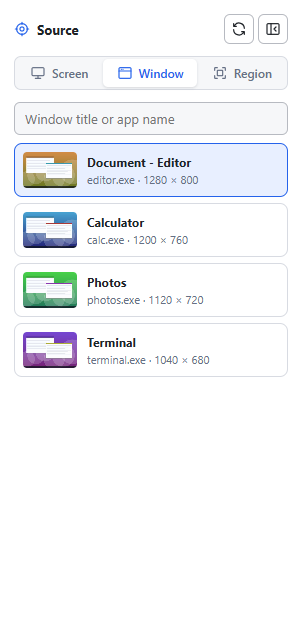 Source
Screen
Window
Region
Window title or app name
Document - Editor
editor.exe · 1280 × 800
Calculator
calc.exe · 1200 × 760
Photos
photos.exe · 1120 × 720
Terminal
terminal.exe · 1040 × 680